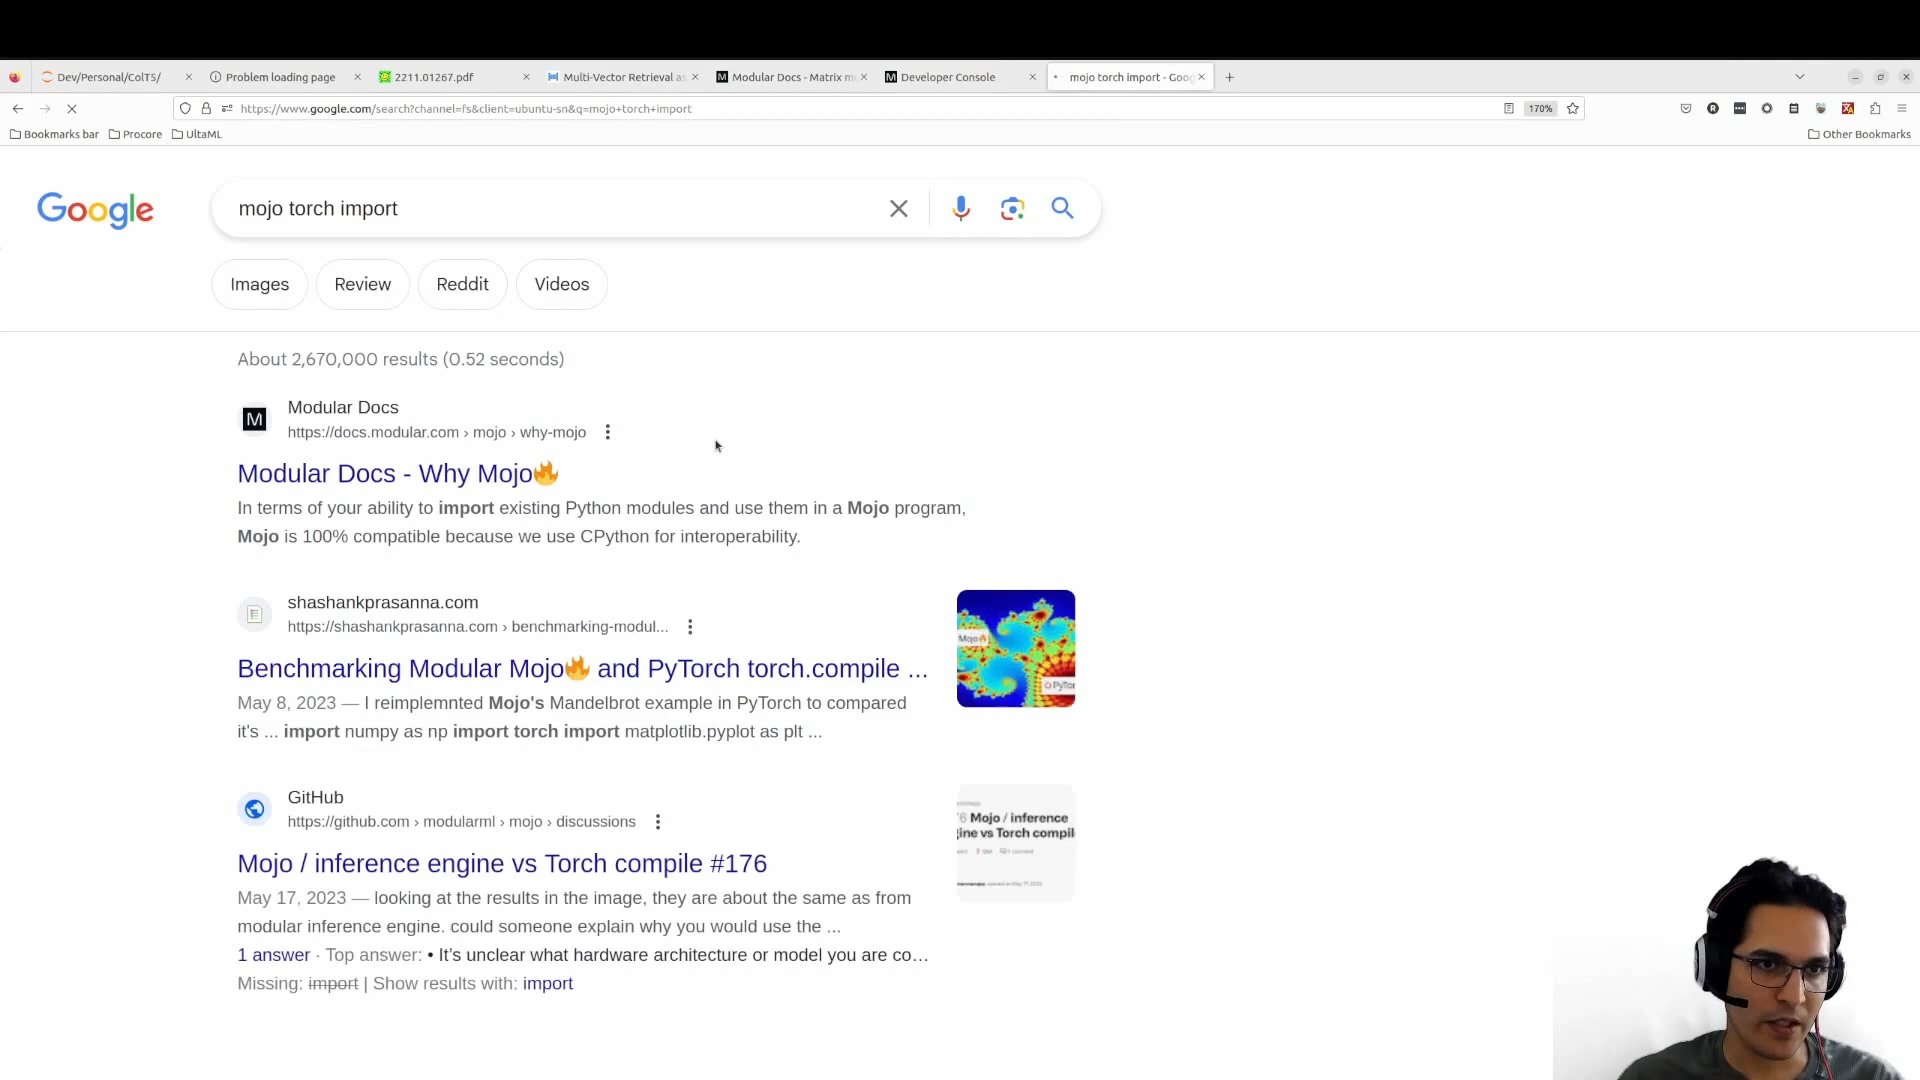 Dev/Personal/ColTS/
Problem loading page
2211.01267.pdf
Multi-Vector Retrieval as
Modular Docs - Matrix m
Developer Console
mojo torch import - Goog
https://www.google.com/search?channel=fs&client=ubuntu-sn&q=mojo+torch+import
170%
Bookmarks bar
Procore
UltaML
Other Bookmarks
Google
mojo torch import
Images
Review
Reddit
Videos
About 2,670,000 results (0.52 seconds)
M
Modular Docs
https://docs.modular.com › mojo › why-mojo
Modular Docs - Why Mojo🔥
In terms of your ability to import existing Python modules and use them in a Mojo program,
Mojo is 100% compatible because we use CPython for interoperability.
shashankprasanna.com
https://shashankprasanna.com › benchmarking-modul...
Benchmarking Modular Mojo🔥 and PyTorch torch.compile ...
May 8, 2023 — I reimplemnted Mojo's Mandelbrot example in PyTorch to compared
it's ... import numpy as np import torch import matplotlib.pyplot as plt ...
Mojo🔥
PyTor
GitHub
https://github.com › modularml › mojo › discussions
Mojo / inference engine vs Torch compile #176
May 17, 2023 — looking at the results in the image, they are about the same as from
modular inference engine. could someone explain why you would use the ...
1 answer · Top answer: • It’s unclear what hardware architecture or model you are co…
Missing: import | Show results with: import
Mojo / inference
ine vs Torch compil